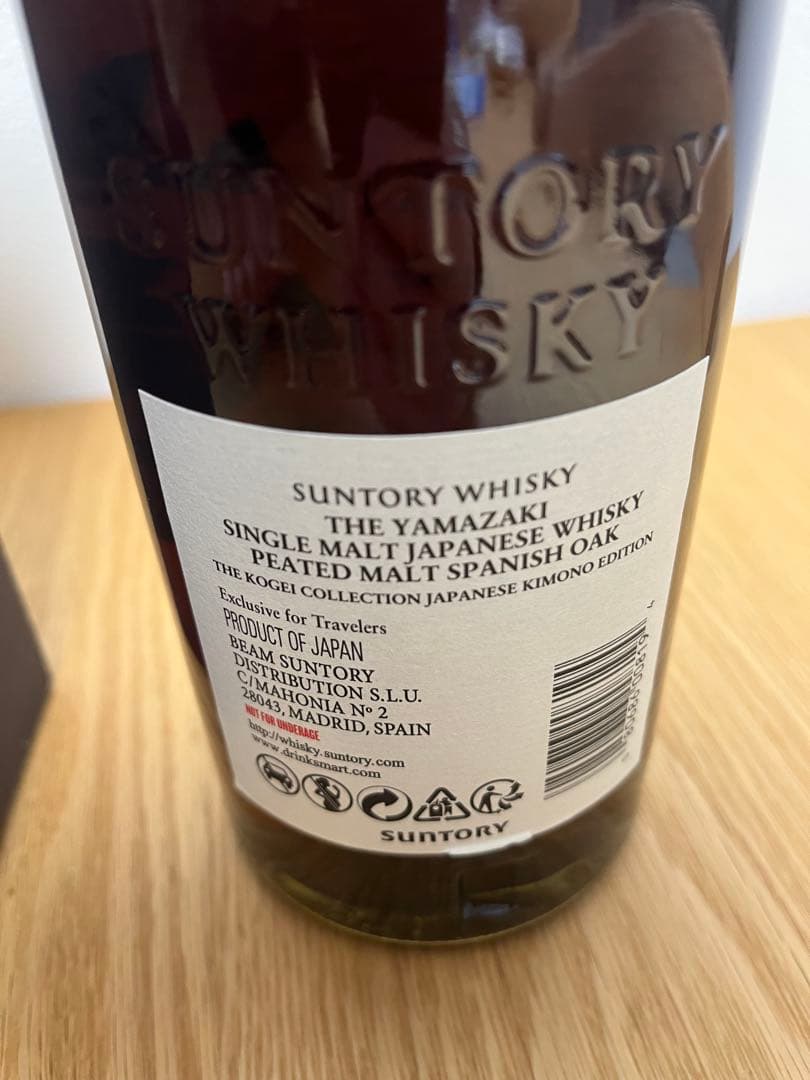 SUNTORY
WHISKY
SUNTORY WHISKY
THE YAMAZAKI
SINGLE MALT JAPANESE WHISKY
PEATED MALT SPANISH OAK
THE KOGEI COLLECTION JAPANESE KIMONO EDITION
Exclusive for Travelers
PRODUCT OF JAPAN
BEAM SUNTORY
DISTRIBUTION S.L.U.
C/MAHONIA Nº 2
28043, MADRID, SPAIN
NOT FOR UNDERAGE
http://whisky.suntory.com
www.drinksmart.com
SUNTORY